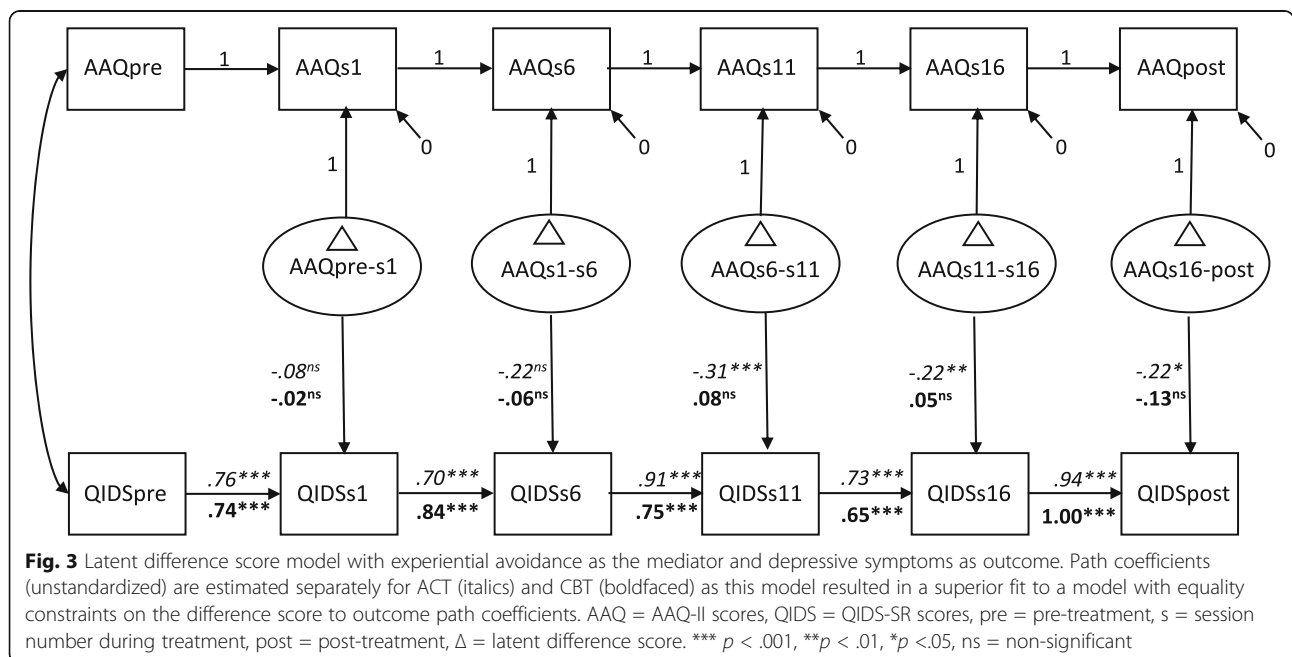 AAQpre 1 AAQs1 1 AAQs6 1 AAQs11 1 AAQs16 1 AAQpost
0 0 0 0 0
1 1 1 1 1
△ △ △ △ △
AAQpre-s1 AAQs1-s6 AAQs6-s11 AAQs11-s16 AAQs16-post
-.08ns -.22ns -.31*** -.22** -.22*
-.02ns -.06ns .08ns .05ns -.13ns
.76*** .70*** .91*** .73*** .94***
QIDSpre QIDSs1 QIDSs6 QIDSs11 QIDSs16 QIDSpost
.74*** .84*** .75*** .65*** 1.00***
Fig. 3 Latent difference score model with experiential avoidance as the mediator and depressive symptoms as outcome. Path coefficients
(unstandardized) are estimated separately for ACT (italics) and CBT (boldfaced) as this model resulted in a superior fit to a model with equality
constraints on the difference score to outcome path coefficients. AAQ = AAQ-II scores, QIDS = QIDS-SR scores, pre = pre-treatment, s = session
number during treatment, post = post-treatment, Δ = latent difference score. *** p < .001, **p < .01, *p <.05, ns = non-significant